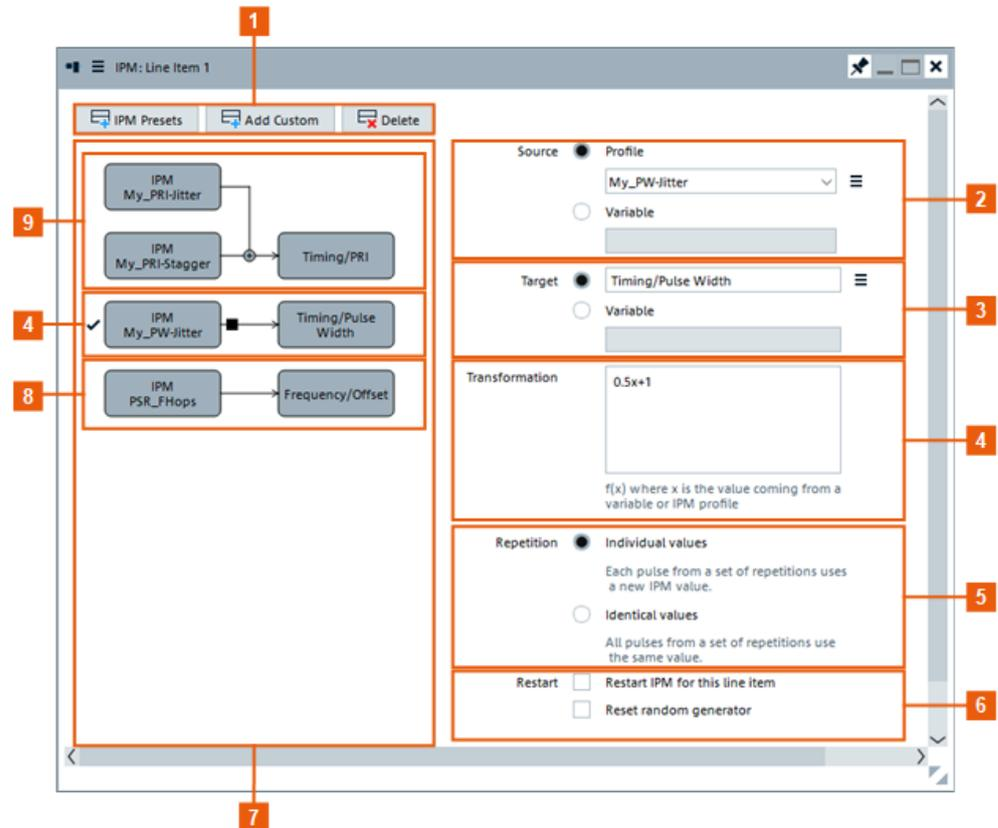 1
IPM: Line Item 1
IPM Presets
Add Custom
Delete
9
IPM
My_PRI-Jitter
IPM
My_PRI-Stagger
Timing/PRI
4
IPM
My_PW-Jitter
Timing/Pulse
Width
8
IPM
PSR_FHops
Frequency/Offset
7
Source
Profile
My_PW-Jitter
Variable
2
Target
Timing/Pulse Width
Variable
3
Transformation
0.5x+1
f(x) where x is the value coming from a
variable or IPM profile
4
Repetition
Individual values
Each pulse from a set of repetitions uses
a new IPM value.
Identical values
All pulses from a set of repetitions use
the same value.
5
Restart
Restart IPM for this line item
Reset random generator
6